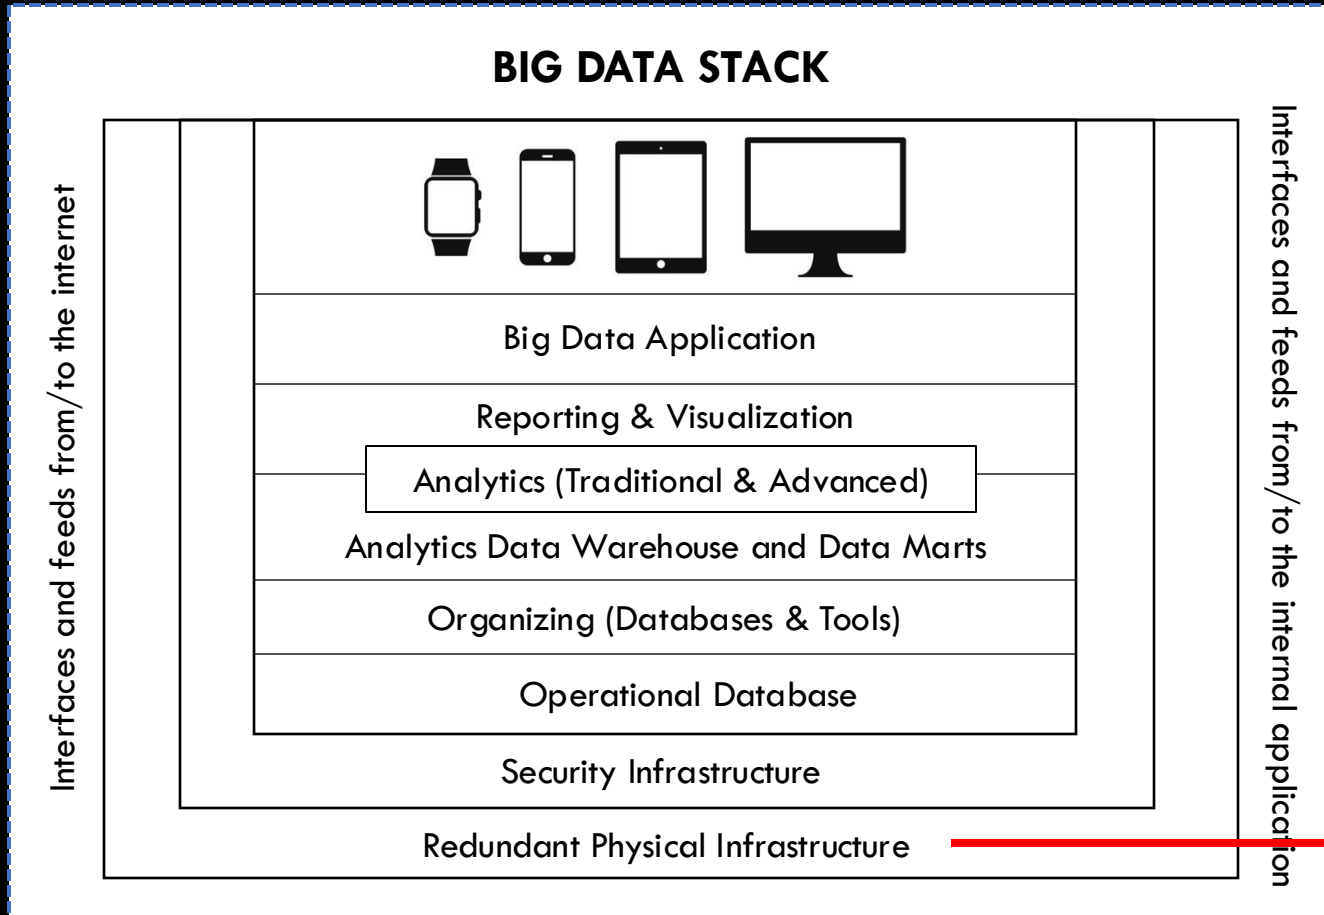 BIG DATA STACK
Interfaces and feeds from/to the internet
Big Data Application
Reporting & Visualization
Analytics (Traditional & Advanced)
Analytics Data Warehouse and Data Marts
Organizing (Databases & Tools)
Operational Database
Security Infrastructure
Redundant Physical Infrastructure
Interfaces and feeds from/to the internal application